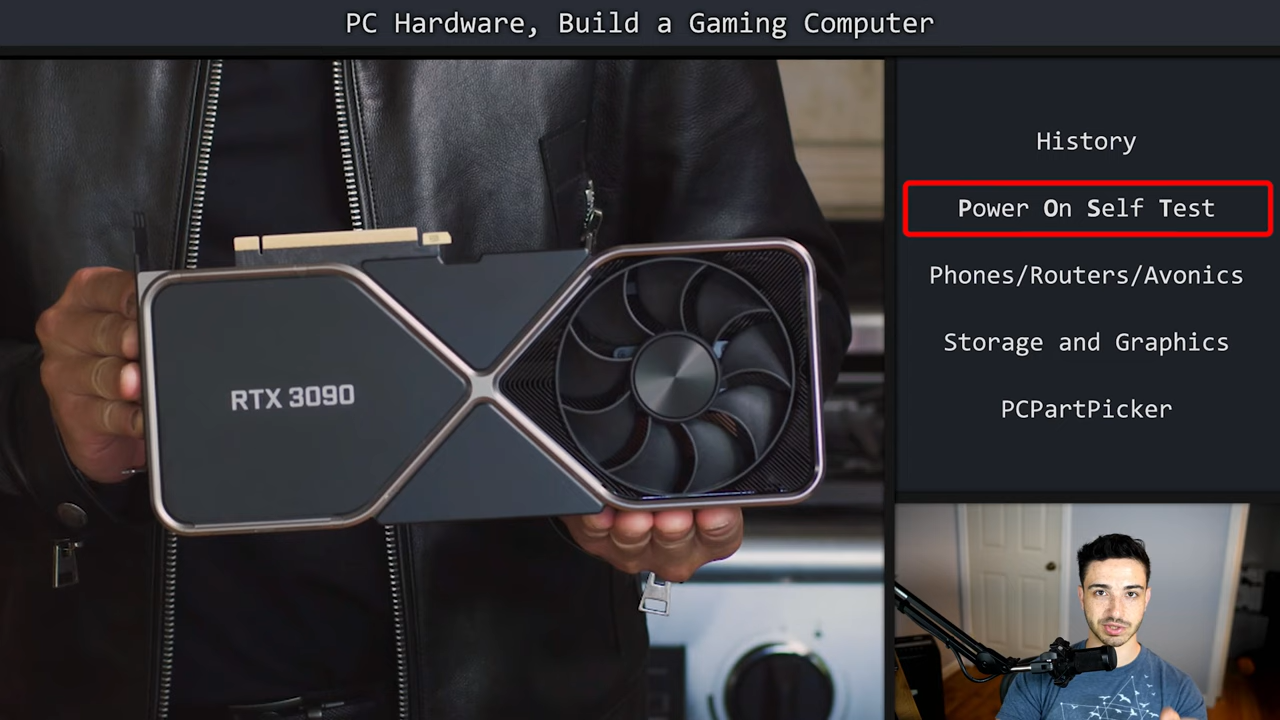 PC Hardware, Build a Gaming Computer
RTX 3090
History
Power On Self Test
Phones/Routers/Avonics
Storage and Graphics
PCPartPicker